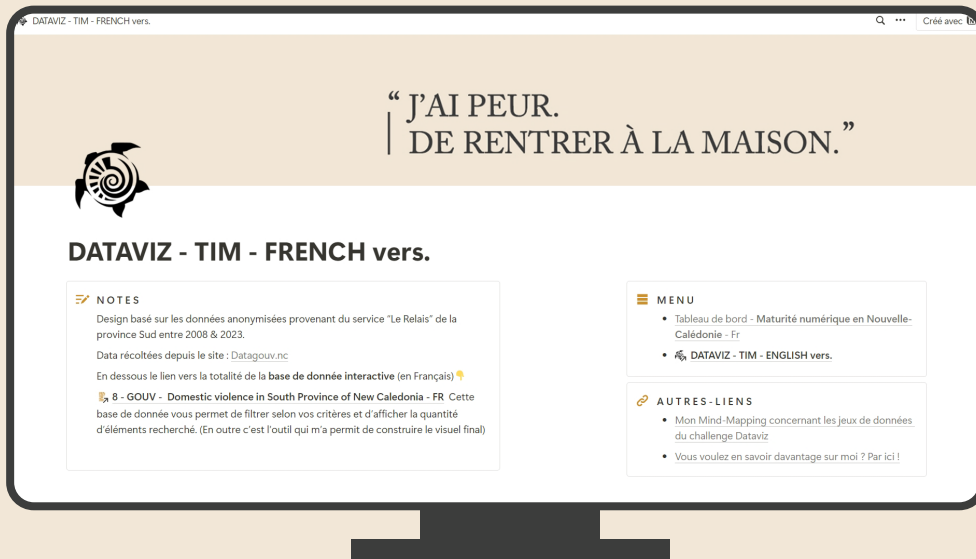 DATAVIZ - TIM - FRENCH vers.
Créé avec
“ J’AI PEUR.
DE RENTRER À LA MAISON. ”
DATAVIZ - TIM - FRENCH vers.
NOTES
Design basé sur les données anonymisées provenant du service “Le Relais” de la
province Sud entre 2008 & 2023.
Data récoltées depuis le site : Datagouv.nc
En dessous le lien vers la totalité de la base de donnée interactive (en Français)👇
8 - GOUV - Domestic violence in South Province of New Caledonia - FR Cette
base de donnée vous permet de filtrer selon vos critères et d’afficher la quantité
d’éléments recherché. (En outre c’est l’outil qui m’a permit de construire le visuel final)
MENU
• Tableau de bord - Maturité numérique en Nouvelle-
Calédonie - Fr
• DATAVIZ - TIM - ENGLISH vers.
AUTRES-LIENS
• Mon Mind-Mapping concernant les jeux de données
du challenge Dataviz
• Vous voulez en savoir davantage sur moi ? Par ici !